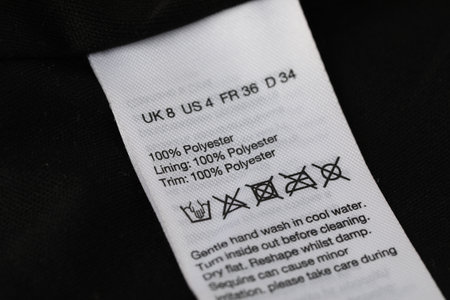 UK 8 US 4 FR 36 D 34
100% Polyester
Lining: 100% Polyester
Trim: 100% Polyester
Gentle hand wash in cool water.
Turn inside out before cleaning.
Dry flat. Reshape whilst damp.
Sequins can cause minor
irritation. please take care during